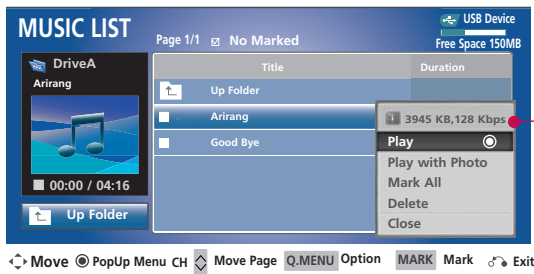 MUSIC LIST
Page 1/1 No Marked
USB Device
Free Space 150MB
DriveA
Arirang
00:00 / 04:16
Up Folder
Title Duration
Up Folder
Arirang
Good Bye
3945 KB,128 Kbps
Play
Play with Photo
Mark All
Delete
Close
Move PopUp Menu CH Move Page Q.MENU Option MARK Mark Exit